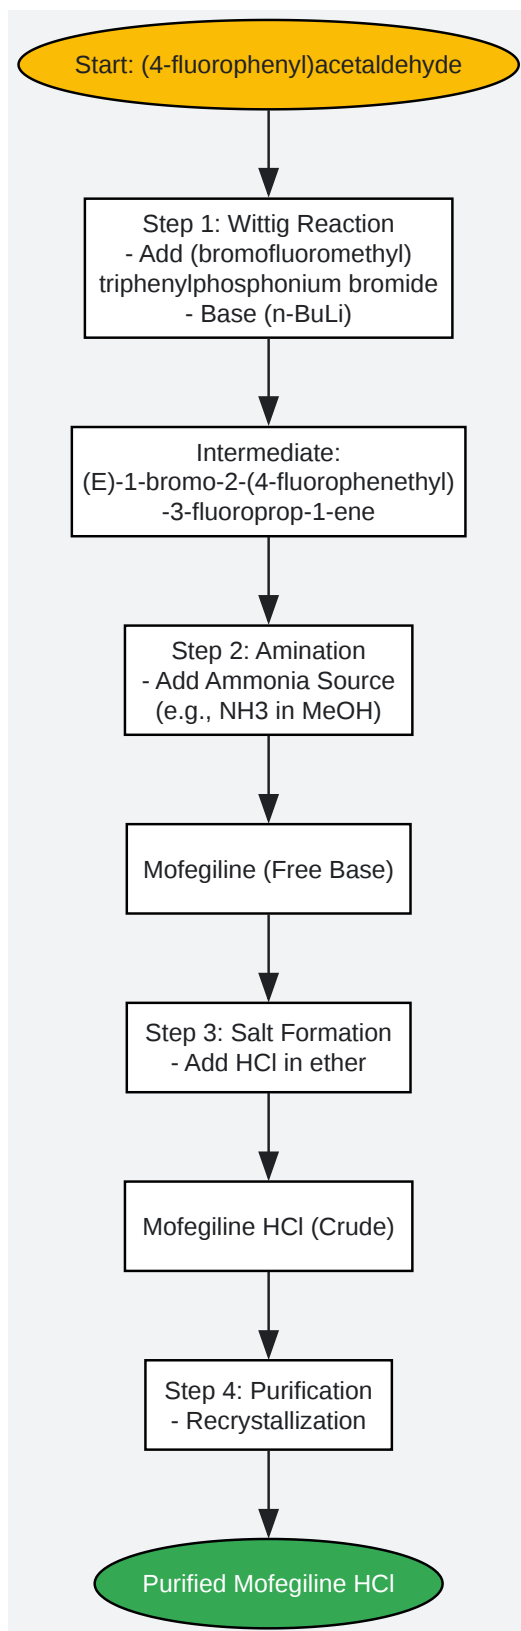 Start: (4-fluorophenyl)acetaldehyde
Step 1: Wittig Reaction
- Add (bromofluoromethyl)
triphenylphosphonium bromide
- Base (n-BuLi)
Intermediate:
(E)-1-bromo-2-(4-fluorophenethyl)
-3-fluoroprop-1-ene
Step 2: Amination
- Add Ammonia Source
(e.g., NH3 in MeOH)
Mofegiline (Free Base)
Step 3: Salt Formation
- Add HCl in ether
Mofegiline HCl (Crude)
Step 4: Purification
- Recrystallization
Purified Mofegiline HCl